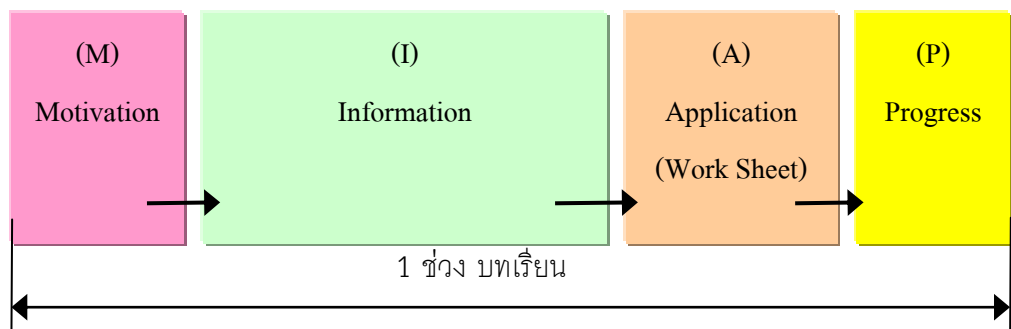 (M)
Motivation
(I)
Information
(A)
Application
(Work Sheet)
(P)
Progress
1 ช่วง บทเรียน